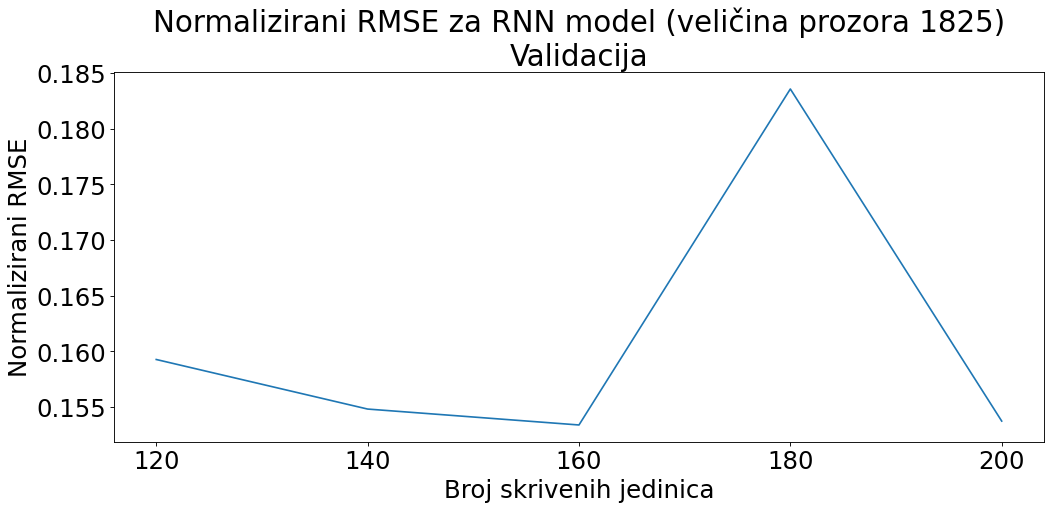 Normalizirani RMSE za RNN model (veličina prozora 1825)
Validacija
Normalizirani RMSE
0.185
0.180
0.175
0.170
0.165
0.160
0.155
120 140 160 180 200
Broj skrivenih jedinica